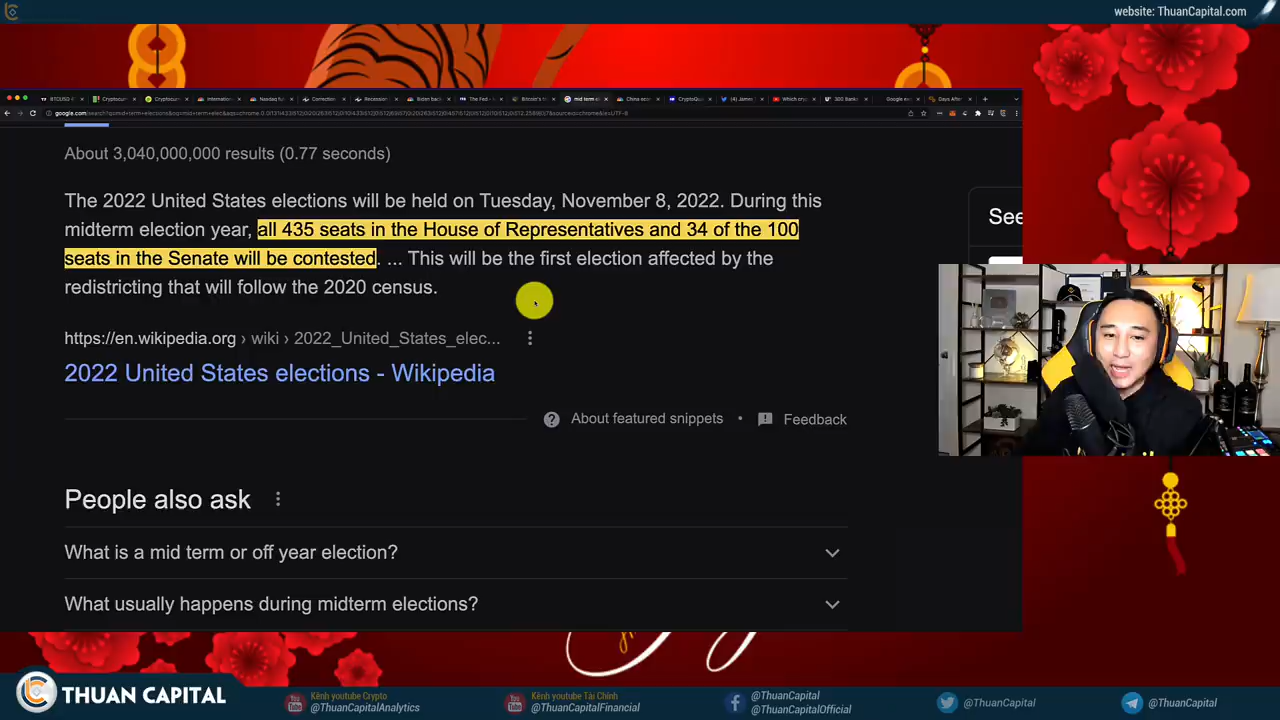 website: ThuanCapital.com
About 3,040,000,000 results (0.77 seconds)
The 2022 United States elections will be held on Tuesday, November 8, 2022. During this
midterm election year, all 435 seats in the House of Representatives and 34 of the 100
seats in the Senate will be contested. ... This will be the first election affected by the
redistricting that will follow the 2020 census.
See
https://en.wikipedia.org › wiki › 2022_United_States_elec...
2022 United States elections - Wikipedia
About featured snippets • Feedback
People also ask
What is a mid term or off year election?
What usually happens during midterm elections?
THUAN CAPITAL
Kênh youtube Crypto
@ThuanCapitalAnalytics
Kênh youtube Tài Chính
@ThuanCapitalFinancial
@ThuanCapital
@ThuanCapitalOfficial
@ThuanCapital
@ThuanCapital